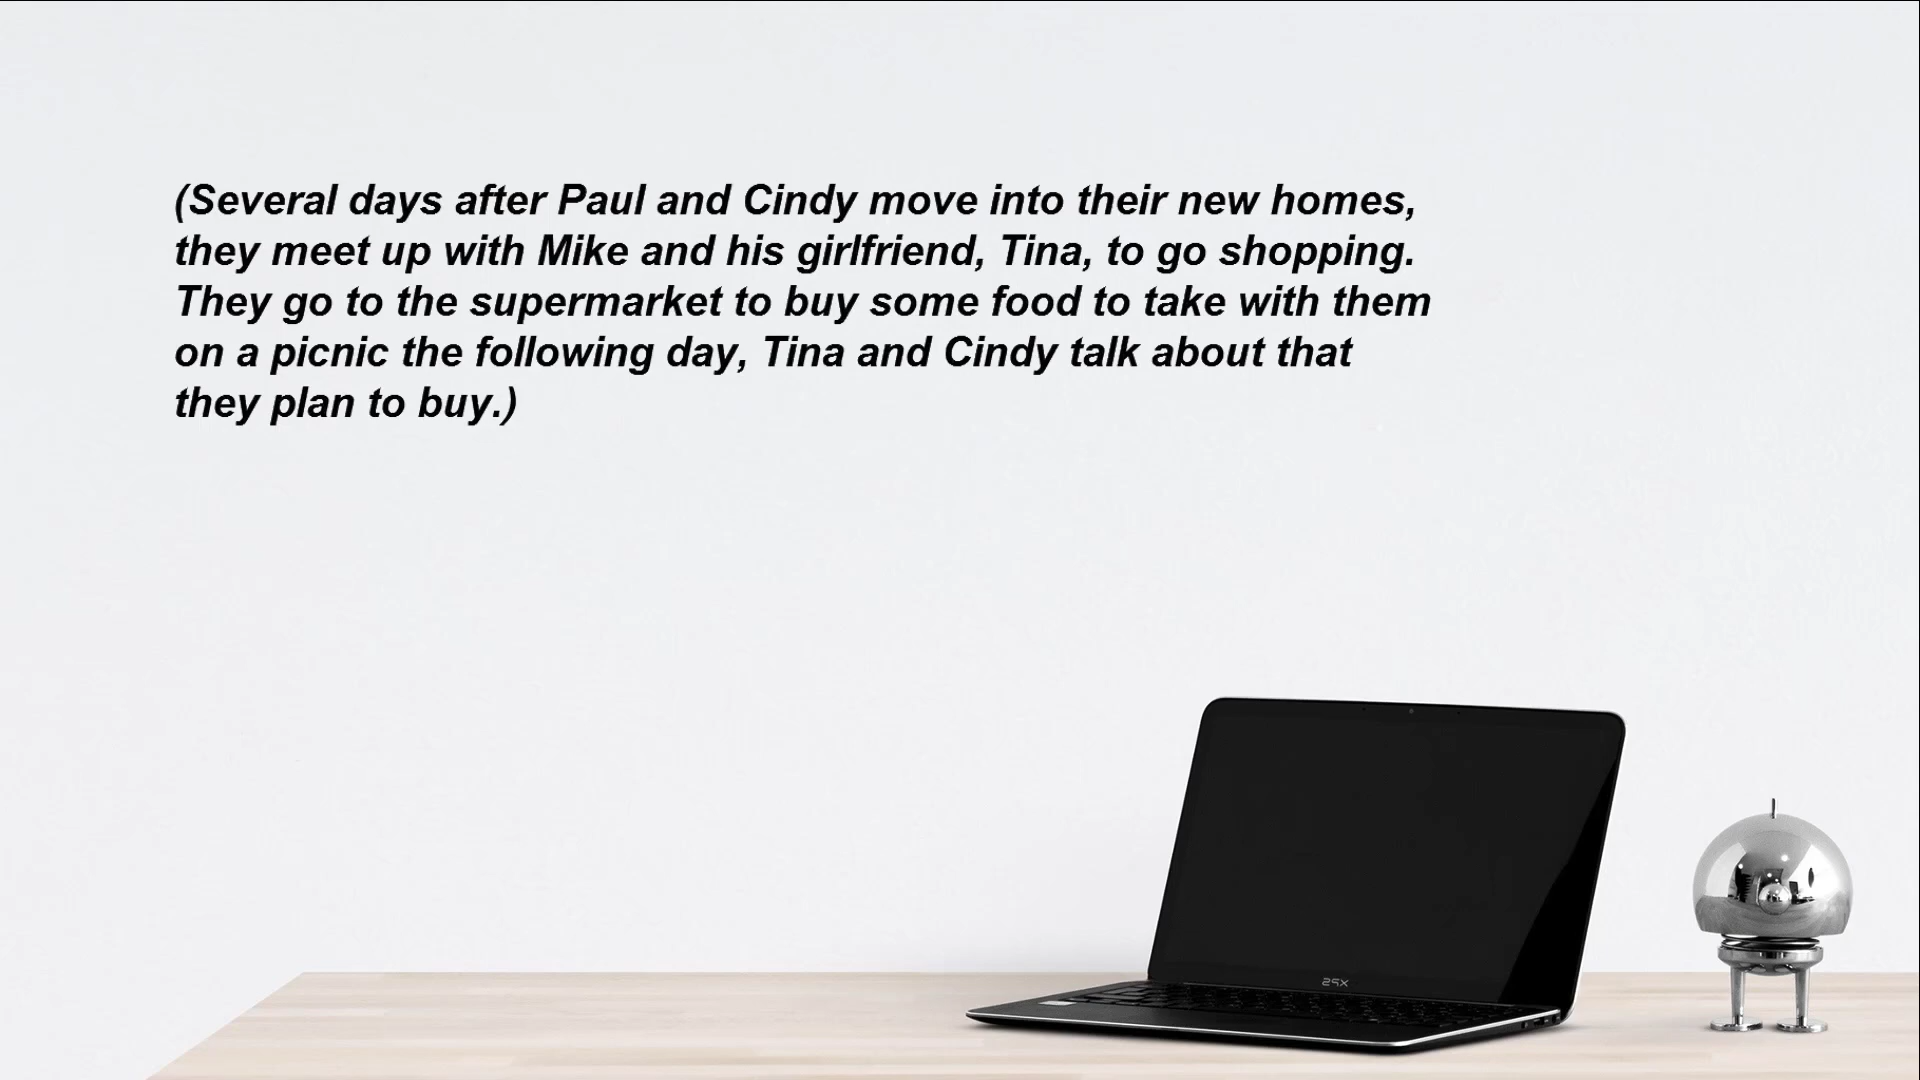 (Several days after Paul and Cindy move into their new homes,
they meet up with Mike and his girlfriend, Tina, to go shopping.
They go to the supermarket to buy some food to take with them
on a picnic the following day, Tina and Cindy talk about that
they plan to buy.)
XPS